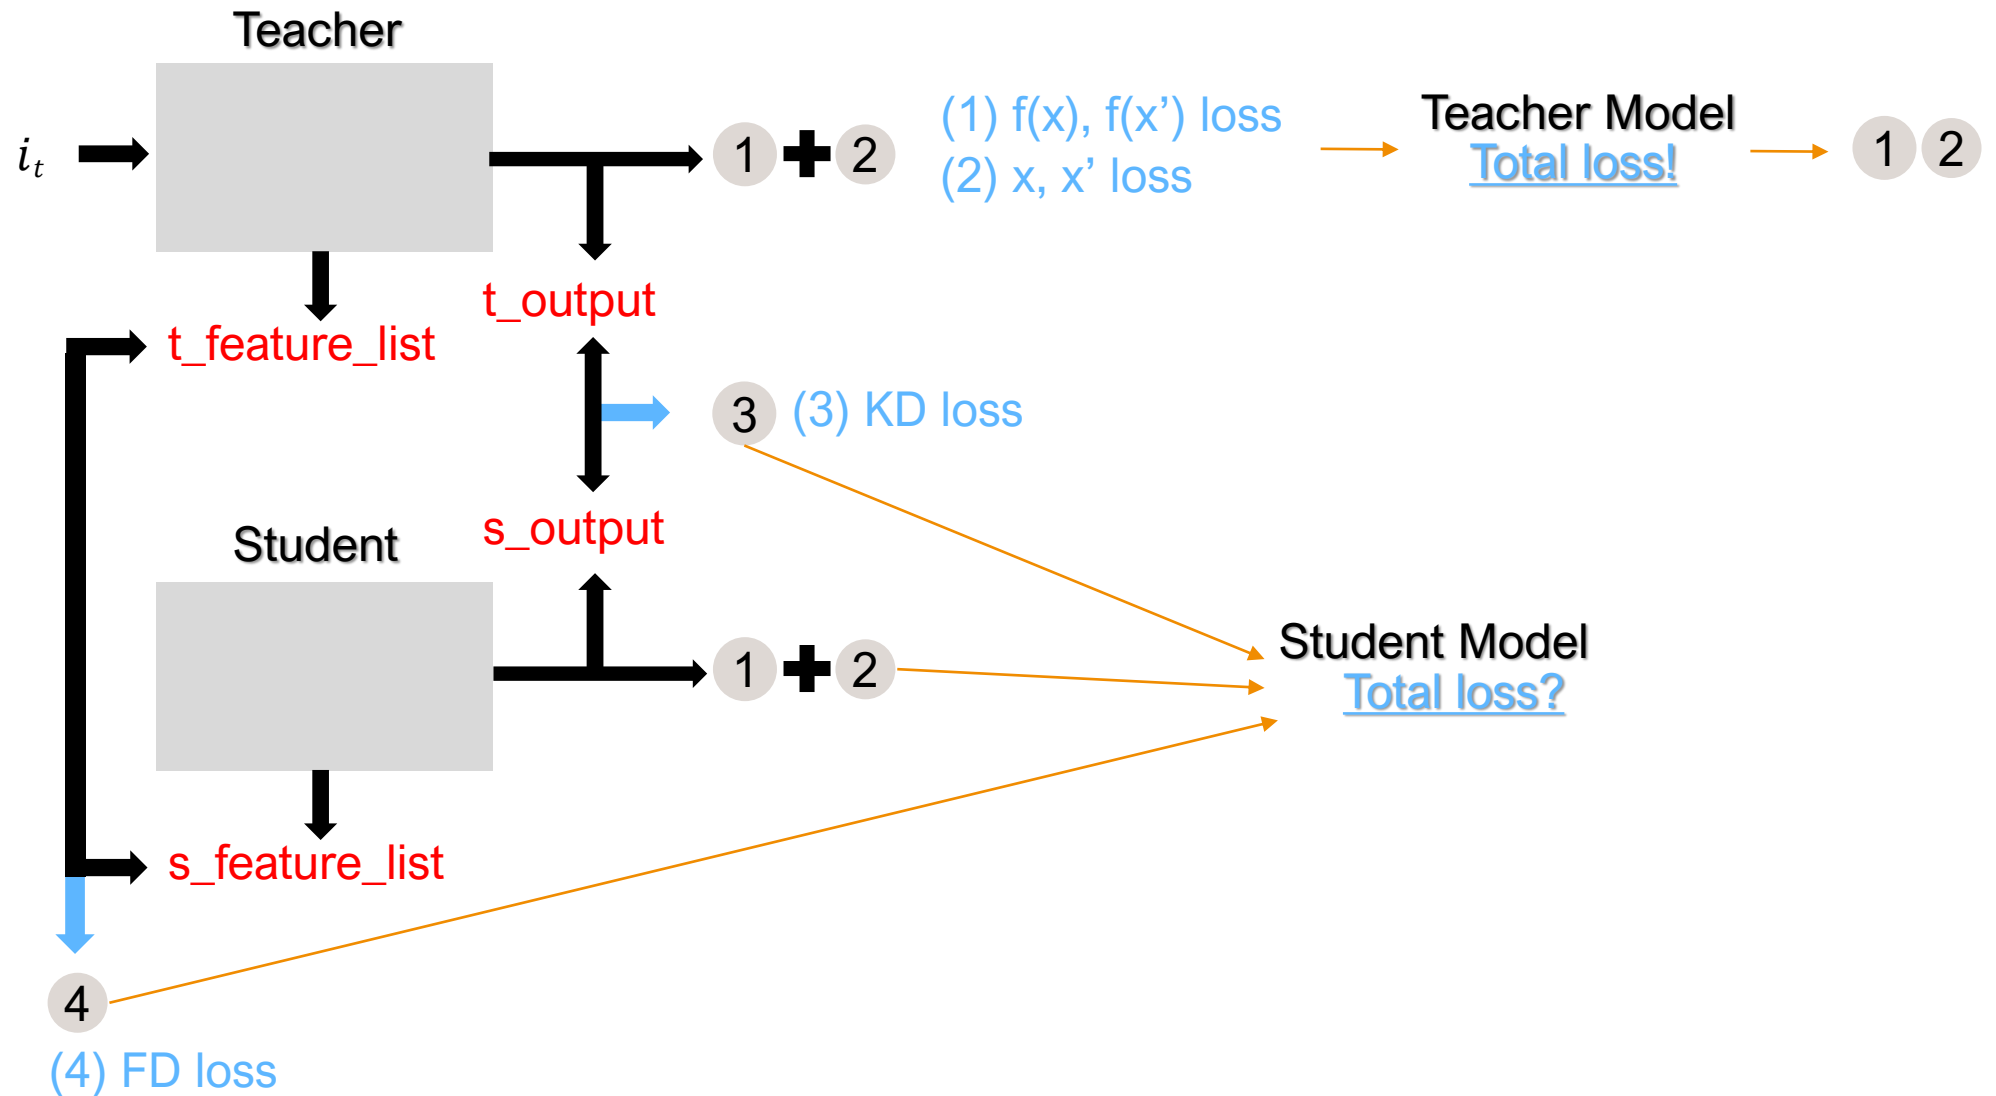 Teacher
i_t
1 + 2
(1) f(x), f(x’) loss
(2) x, x’ loss
Teacher Model
Total loss!
1 2
t_output
t_feature_list
3
(3) KD loss
s_output
Student
1 + 2
Student Model
Total loss?
s_feature_list
4
(4) FD loss